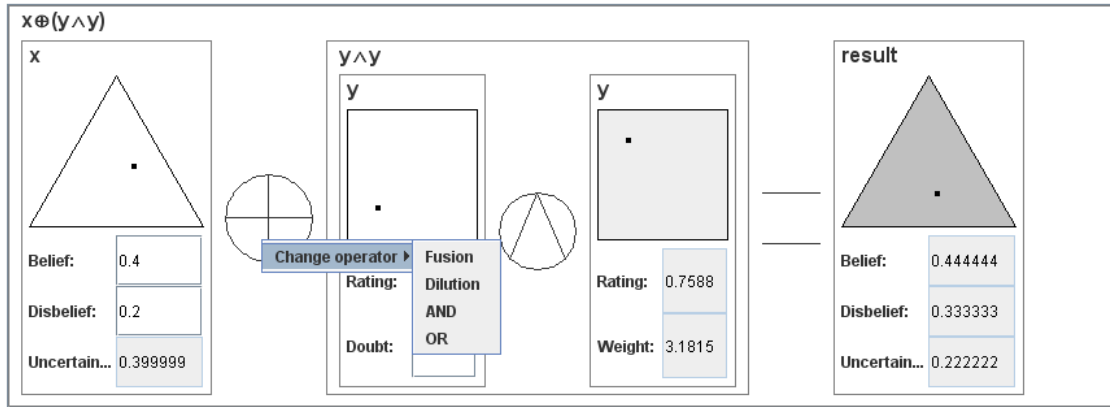 x⊕(y∧y)
x
y∧y
y
y
result
Change operator
Fusion
Dilution
AND
OR
Belief: 0.4
Disbelief: 0.2
Uncertain... 0.399999
Rating:
Doubt:
Rating: 0.7588
Weight: 3.1815
Belief: 0.444444
Disbelief: 0.333333
Uncertain... 0.222222